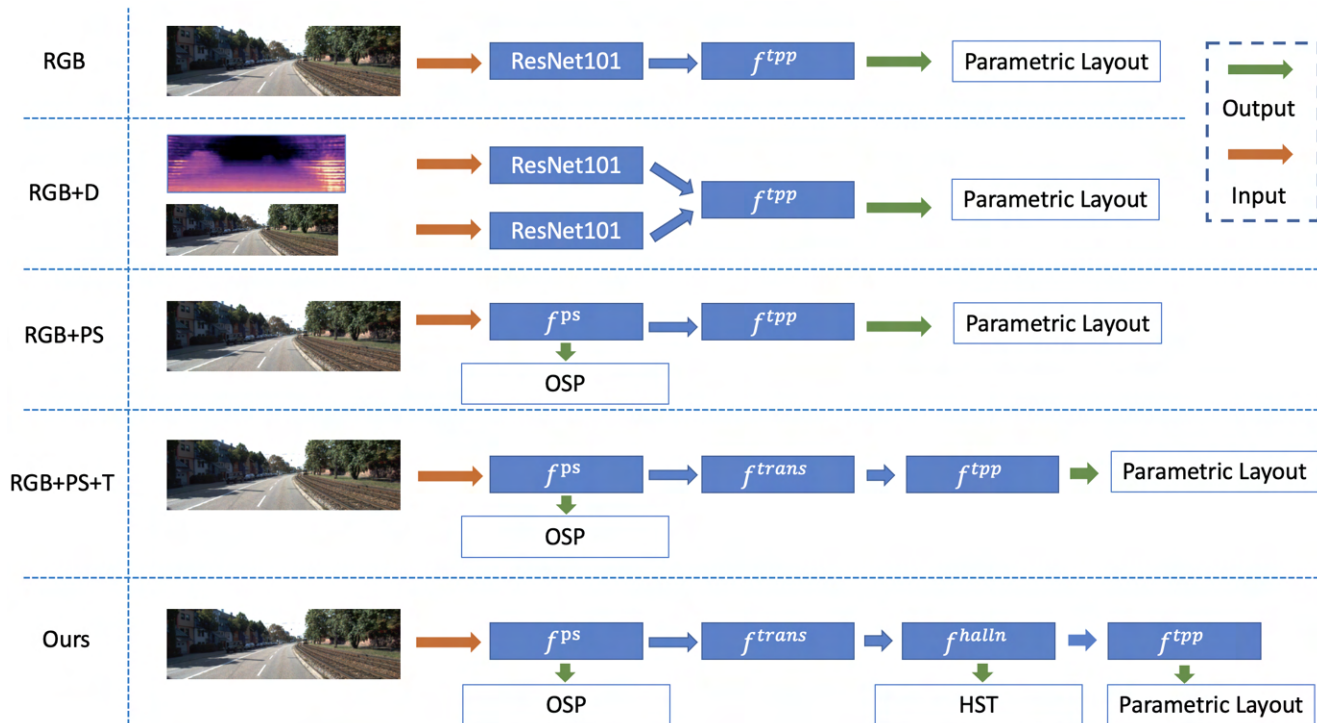 RGB
ResNet101
f^{tpp}
Parametric Layout
Output
Input
RGB+D
ResNet101
ResNet101
f^{tpp}
Parametric Layout
RGB+PS
f^{ps}
f^{tpp}
Parametric Layout
OSP
RGB+PS+T
f^{ps}
f^{trans}
f^{tpp}
Parametric Layout
OSP
Ours
f^{ps}
f^{trans}
f^{halln}
f^{tpp}
OSP
HST
Parametric Layout